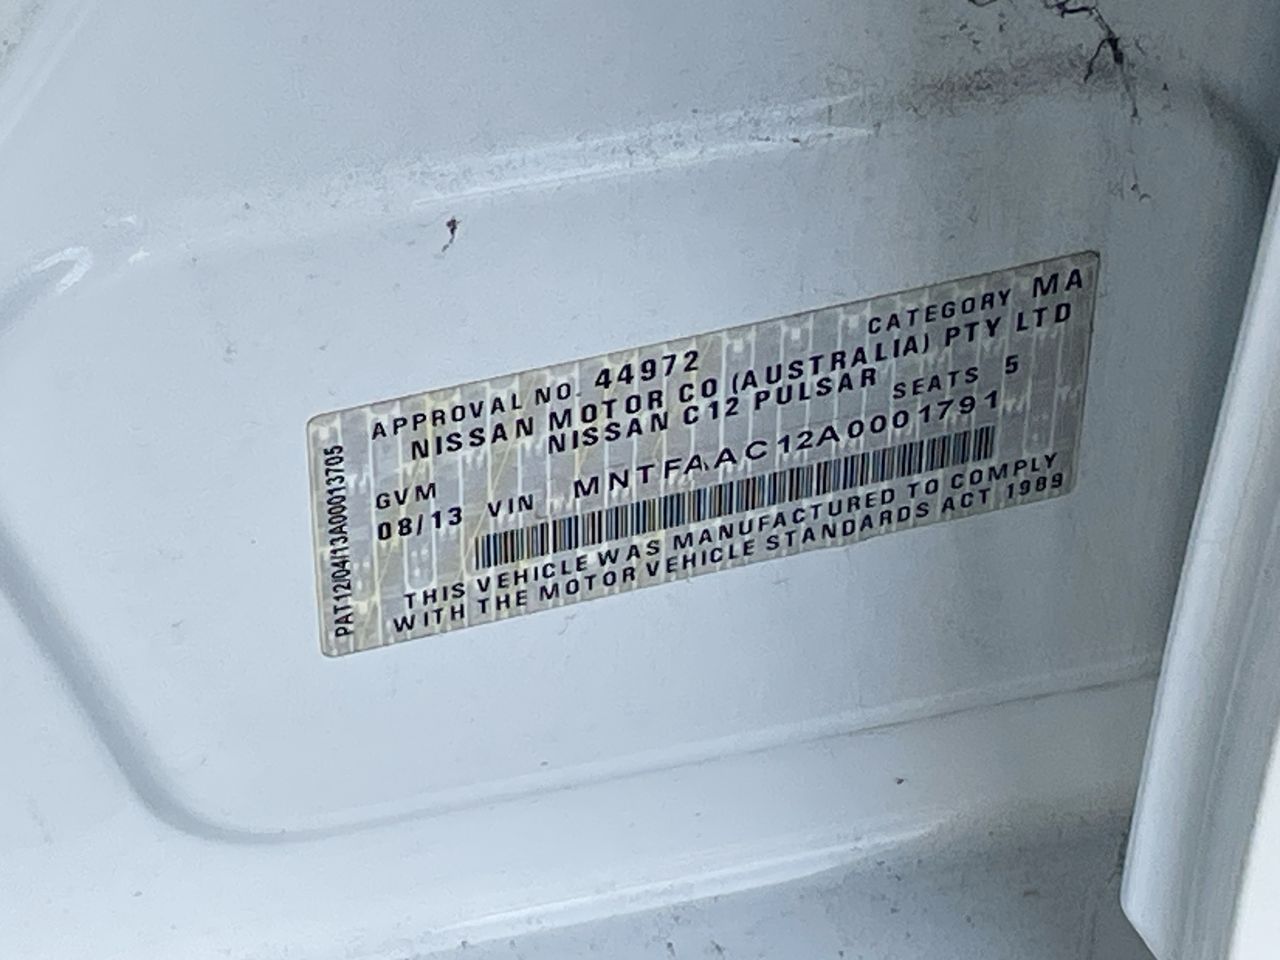 APPROVAL NO. 44972 CATEGORY MA
NISSAN MOTOR CO (AUSTRALIA) PTY LTD
NISSAN C12 PULSAR
GVM SEATS 5
08/13 VIN MNTFAAC12A0001791
THIS VEHICLE WAS MANUFACTURED TO COMPLY
WITH THE MOTOR VEHICLE STANDARDS ACT 1989
PAT12/04/13A00013705